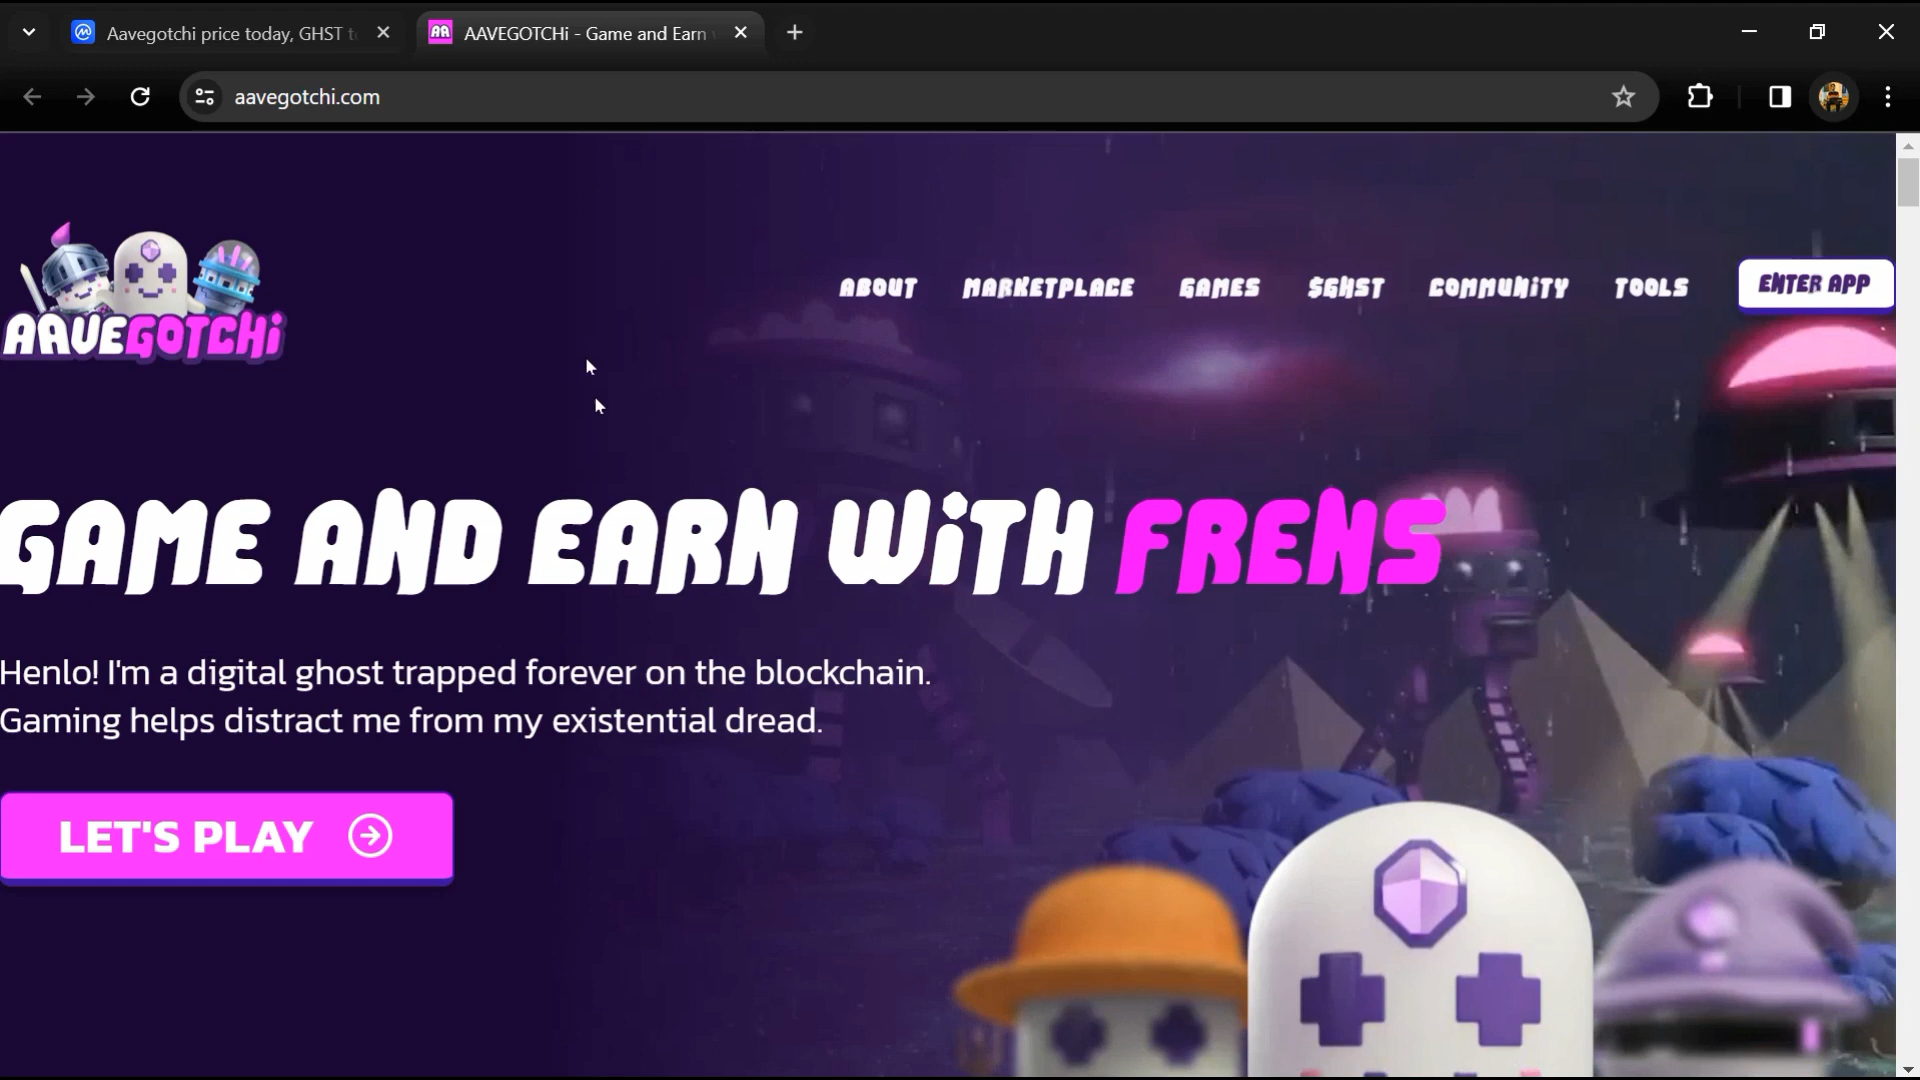 Aavegotchi price today, GHST t
AAVEGOTCHi - Game and Earn
aavegotchi.com
AAVEGOTCHi
ABOUT
MARKETPLACE
GAMES
$GHST
COMMUNiTY
TOOLS
ENTER APP
GAME AND EARN WiTH FRENS
Henlo! I'm a digital ghost trapped forever on the blockchain.
Gaming helps distract me from my existential dread.
LET'S PLAY